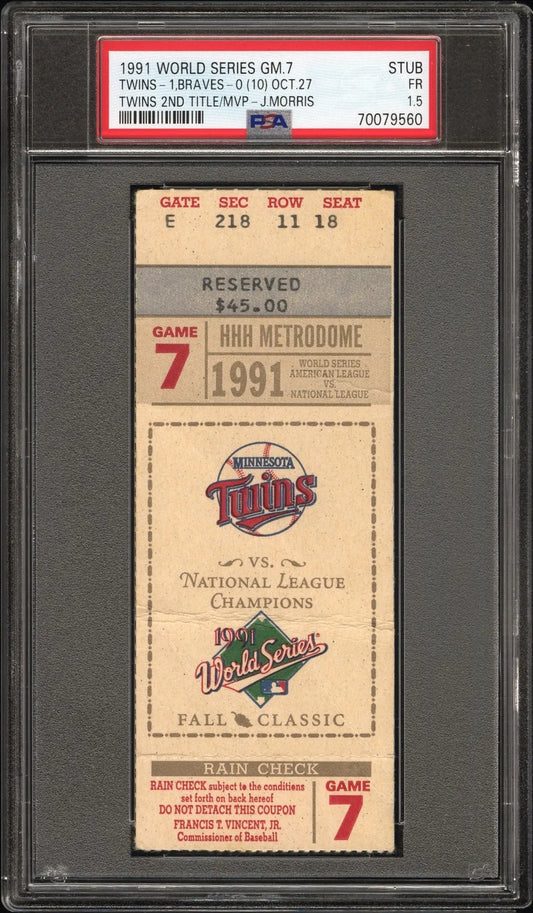 1991 WORLD SERIES GM.7 STUB
TWINS-1,BRAVES-0 (10) OCT.27 FR
TWINS 2ND TITLE/MVP-J.MORRIS 1.5
PSA 70079560
GATE SEC ROW SEAT
E 218 11 18
RESERVED
$45.00
GAME
7
HHH METRODOME
1991
WORLD SERIES
AMERICAN LEAGUE
VS.
NATIONAL LEAGUE
MINNESOTA
Twins
VS.
NATIONAL LEAGUE
CHAMPIONS
1991
World Series
FALL CLASSIC
RAIN CHECK
RAIN CHECK subject to the conditions
set forth on back hereof
DO NOT DETACH THIS COUPON
FRANCIS T. VINCENT, JR.
Commissioner of Baseball
GAME
7